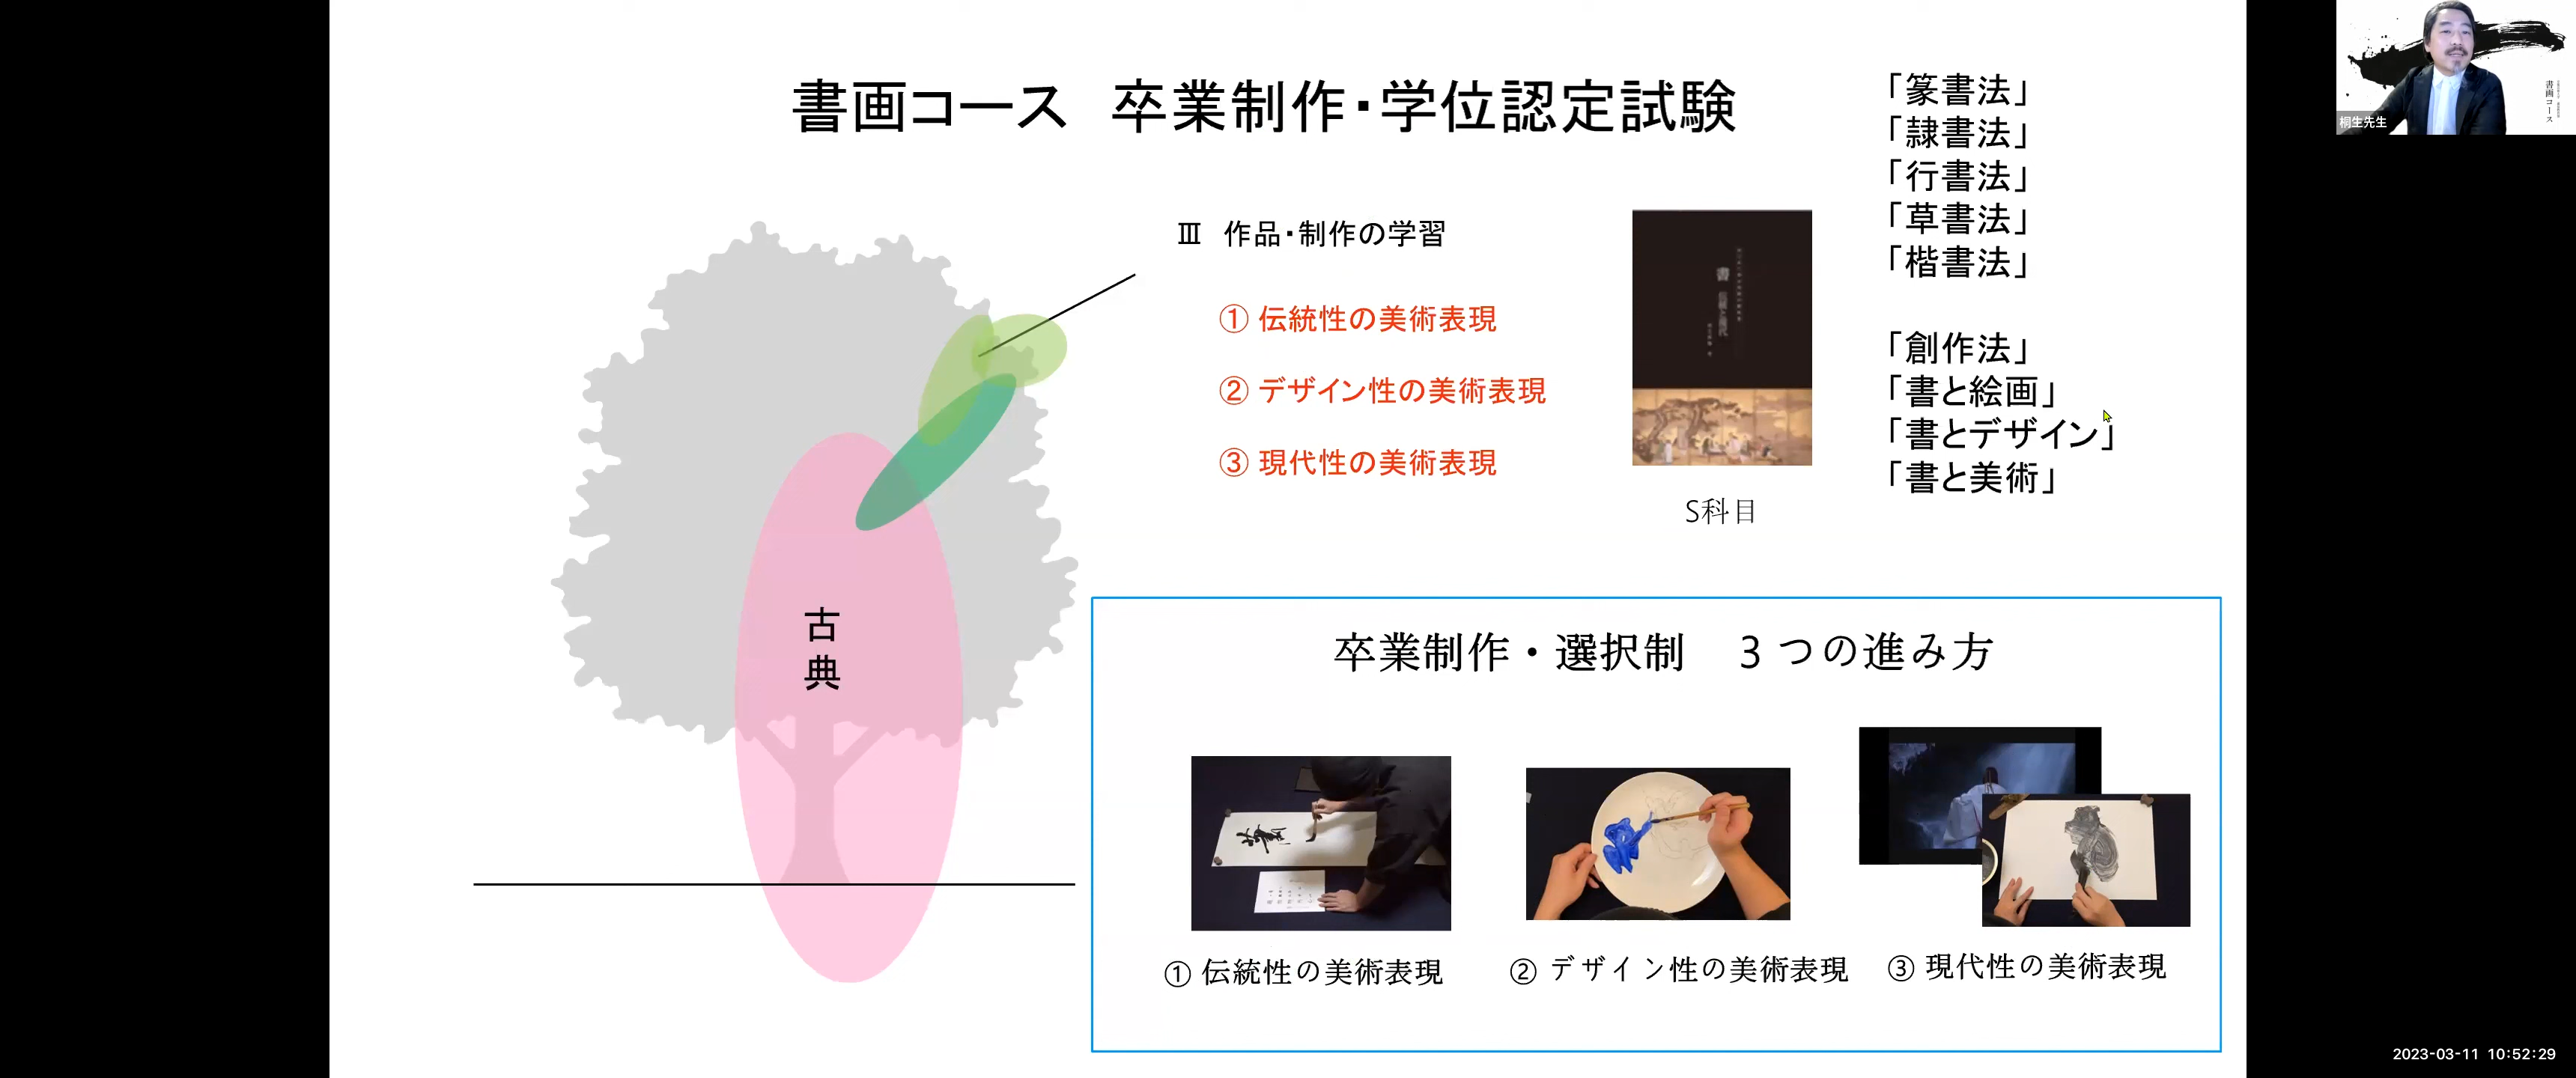 書画コース　卒業制作・学位認定試験
Ⅲ　作品・制作の学習
① 伝統性の美術表現
② デザイン性の美術表現
③ 現代性の美術表現
書
S科目
「篆書法」
「隷書法」
「行書法」
「草書法」
「楷書法」
「創作法」
「書と絵画」
「書とデザイン」
「書と美術」
古典
卒業制作・選択制　３つの進み方
① 伝統性の美術表現
② デザイン性の美術表現
③ 現代性の美術表現
書画コース
桐生先生
2023-03-11 10:52:29